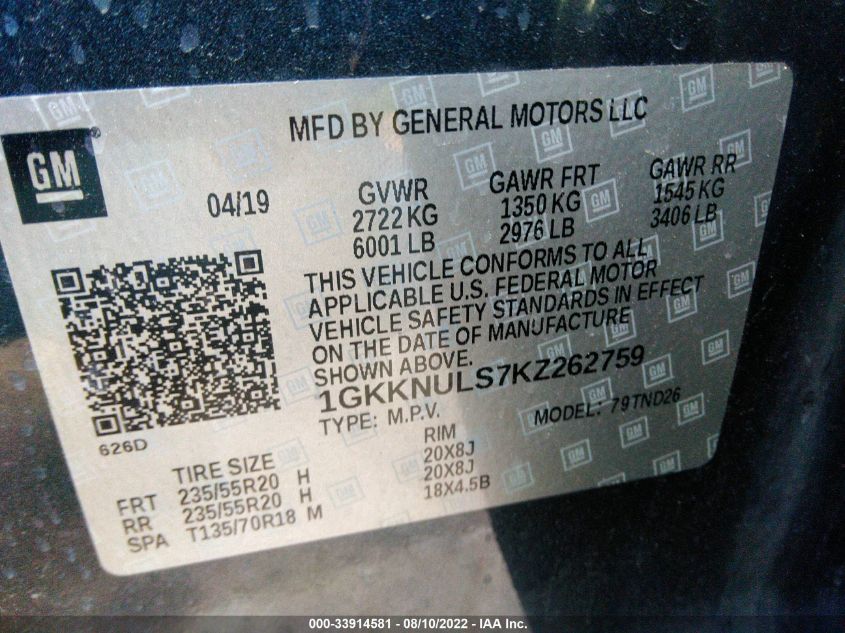 MFD BY GENERAL MOTORS LLC
GM
04/19
GVWR
2722 KG
6001 LB
GAWR FRT
1350 KG
2976 LB
GAWR RR
1545 KG
3406 LB
THIS VEHICLE CONFORMS TO ALL
APPLICABLE U.S. FEDERAL MOTOR
VEHICLE SAFETY STANDARDS IN EFFECT
ON THE DATE OF MANUFACTURE
SHOWN ABOVE.
1GKKNULS7KZ262759
TYPE: M.P.V. MODEL: 79TND26
626D
TIRE SIZE RIM
FRT 235/55R20 H 20X8J
RR 235/55R20 H 20X8J
SPA T135/70R18 M 18X4.5B
000-33914581 - 08/10/2022 - IAA Inc.